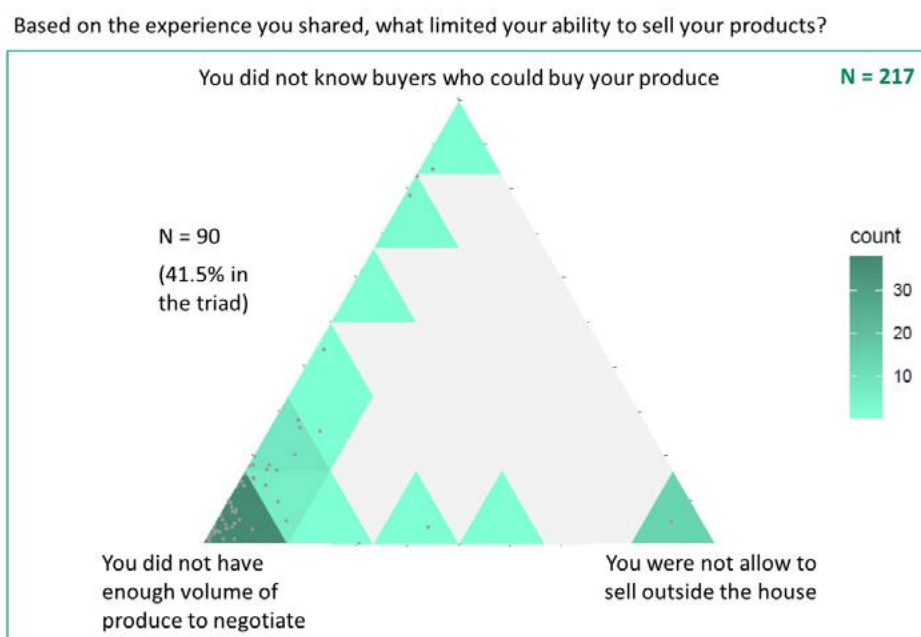 Based on the experience you shared, what limited your ability to sell your products?
You did not know buyers who could buy your produce
N = 217
N = 90
(41.5% in
the triad)
count
30
20
10
You did not have
enough volume of
produce to negotiate
You were not allow to
sell outside the house